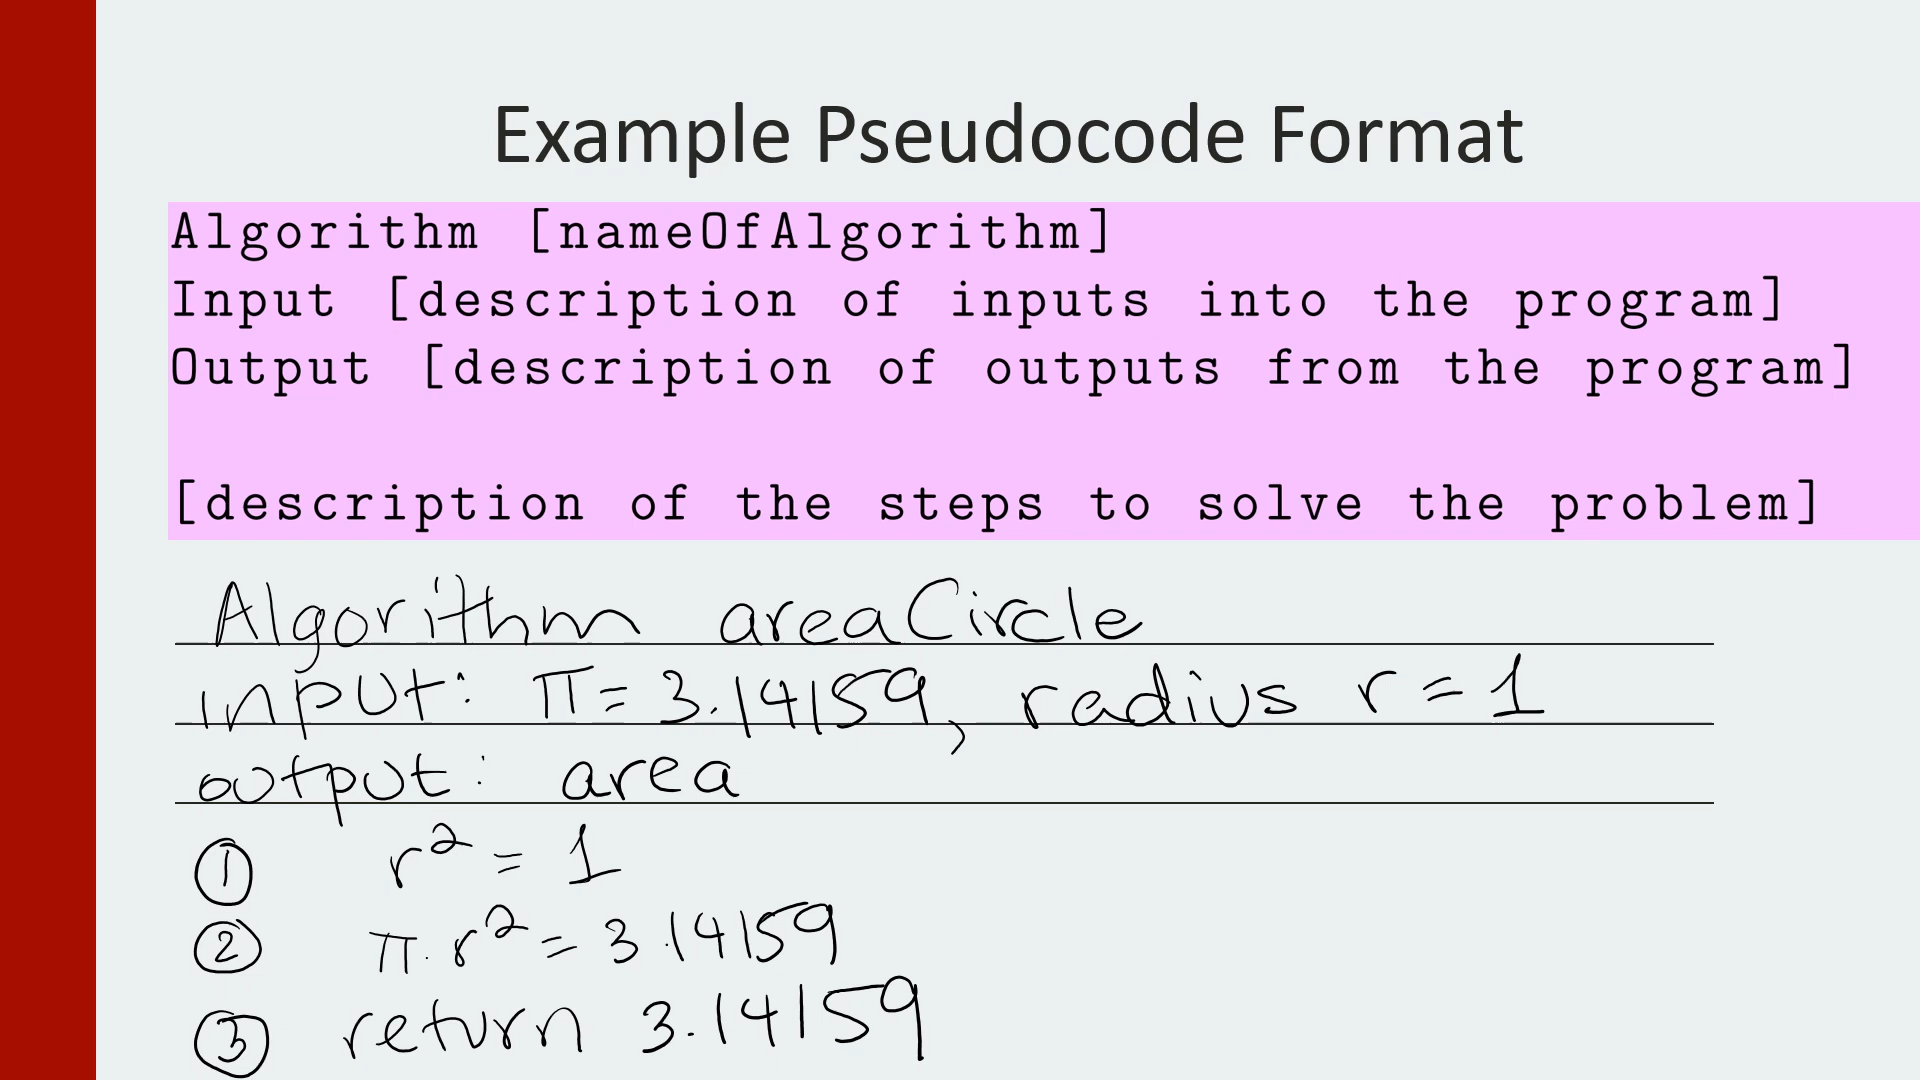 Example Pseudocode Format
Algorithm [nameOfAlgorithm]
Input [description of inputs into the program]
Output [description of outputs from the program]
[description of the steps to solve the problem]
Algorithm areaCircle
input: π = 3.14159, radius r = 1
output: area
① r² = 1
② π · r² = 3.14159
③ return 3.14159